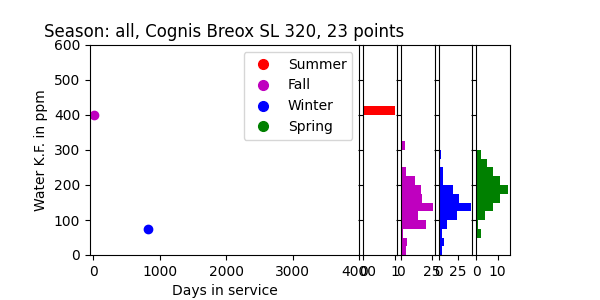 Season: all, Cognis Breox SL 320, 23 points
Water K.F. in ppm
600
500
400
300
200
100
0
Summer
Fall
Winter
Spring
0 1000 2000 3000 4000 0 1 0 25 0 25 0 10
Days in service